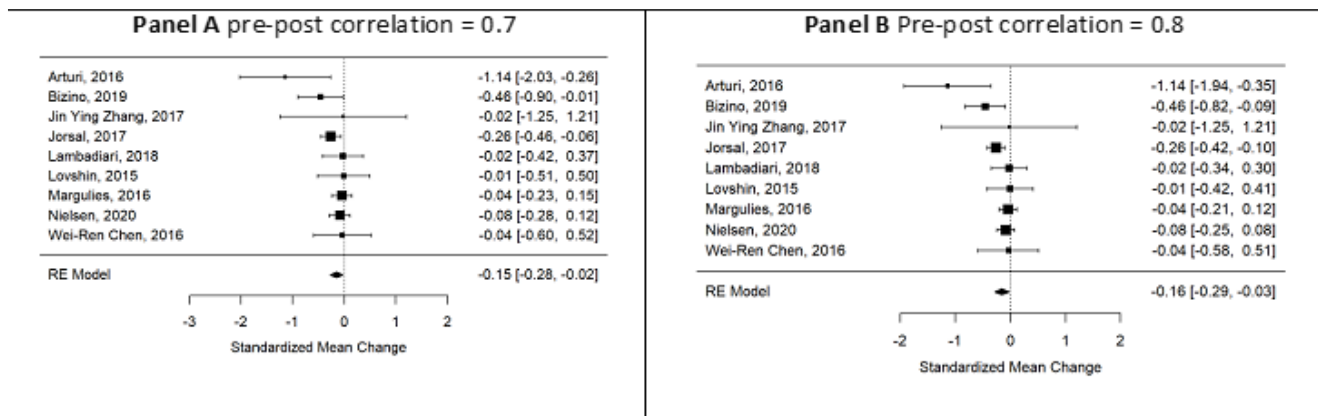 Panel A pre-post correlation = 0.7
Arturi, 2016 -1.14 [-2.03, -0.26]
Bizino, 2019 -0.46 [-0.90, -0.01]
Jin Ying Zhang, 2017 -0.02 [-1.25, 1.21]
Jorsal, 2017 -0.26 [-0.46, -0.06]
Lambadiari, 2018 -0.02 [-0.42, 0.37]
Lovshin, 2015 -0.01 [-0.51, 0.50]
Margulies, 2016 -0.04 [-0.23, 0.15]
Nielsen, 2020 -0.08 [-0.28, 0.12]
Wei-Ren Chen, 2016 -0.04 [-0.60, 0.52]
RE Model -0.15 [-0.28, -0.02]
-3 -2 -1 0 1 2
Standardized Mean Change
Panel B Pre-post correlation = 0.8
Arturi, 2016 -1.14 [-1.94, -0.35]
Bizino, 2019 -0.46 [-0.82, -0.09]
Jin Ying Zhang, 2017 -0.02 [-1.25, 1.21]
Jorsal, 2017 -0.26 [-0.42, -0.10]
Lambadiari, 2018 -0.02 [-0.34, 0.30]
Lovshin, 2015 -0.01 [-0.42, 0.41]
Margulies, 2016 -0.04 [-0.21, 0.12]
Nielsen, 2020 -0.08 [-0.25, 0.08]
Wei-Ren Chen, 2016 -0.04 [-0.58, 0.51]
RE Model -0.16 [-0.29, -0.03]
-2 -1 0 1 2
Standardized Mean Change